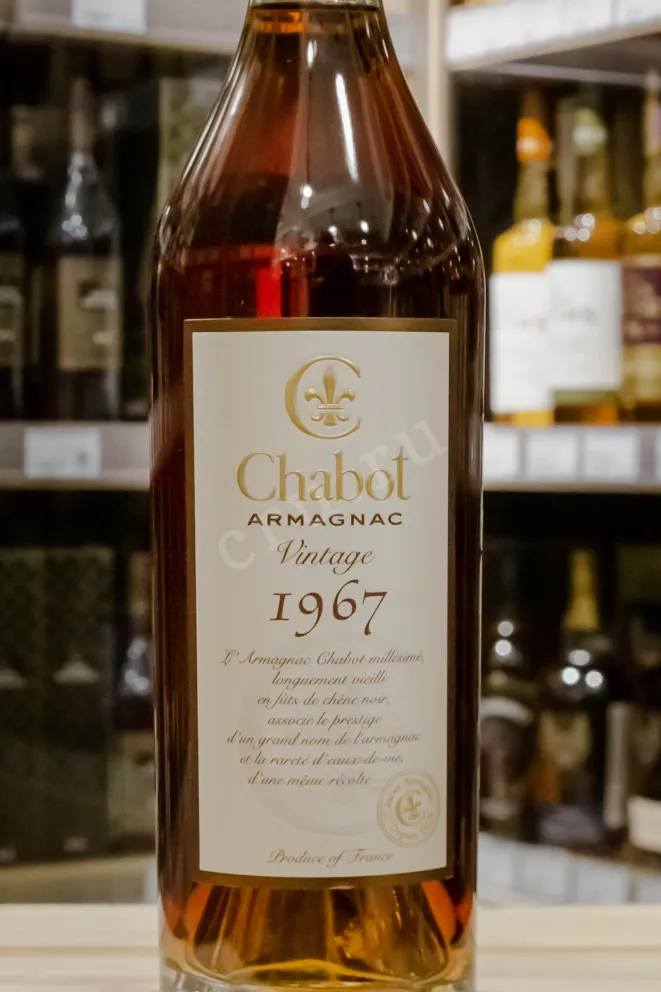 C
Chabot
ARMAGNAC
Vintage
1967
L'Armagnac Chabot millésimé,
longuement vieilli
en fûts de chêne noir,
associe le prestige
d'un grand nom de l'armagnac
et la rareté d'eaux-de-vie,
d'une même récolte
Produce of France